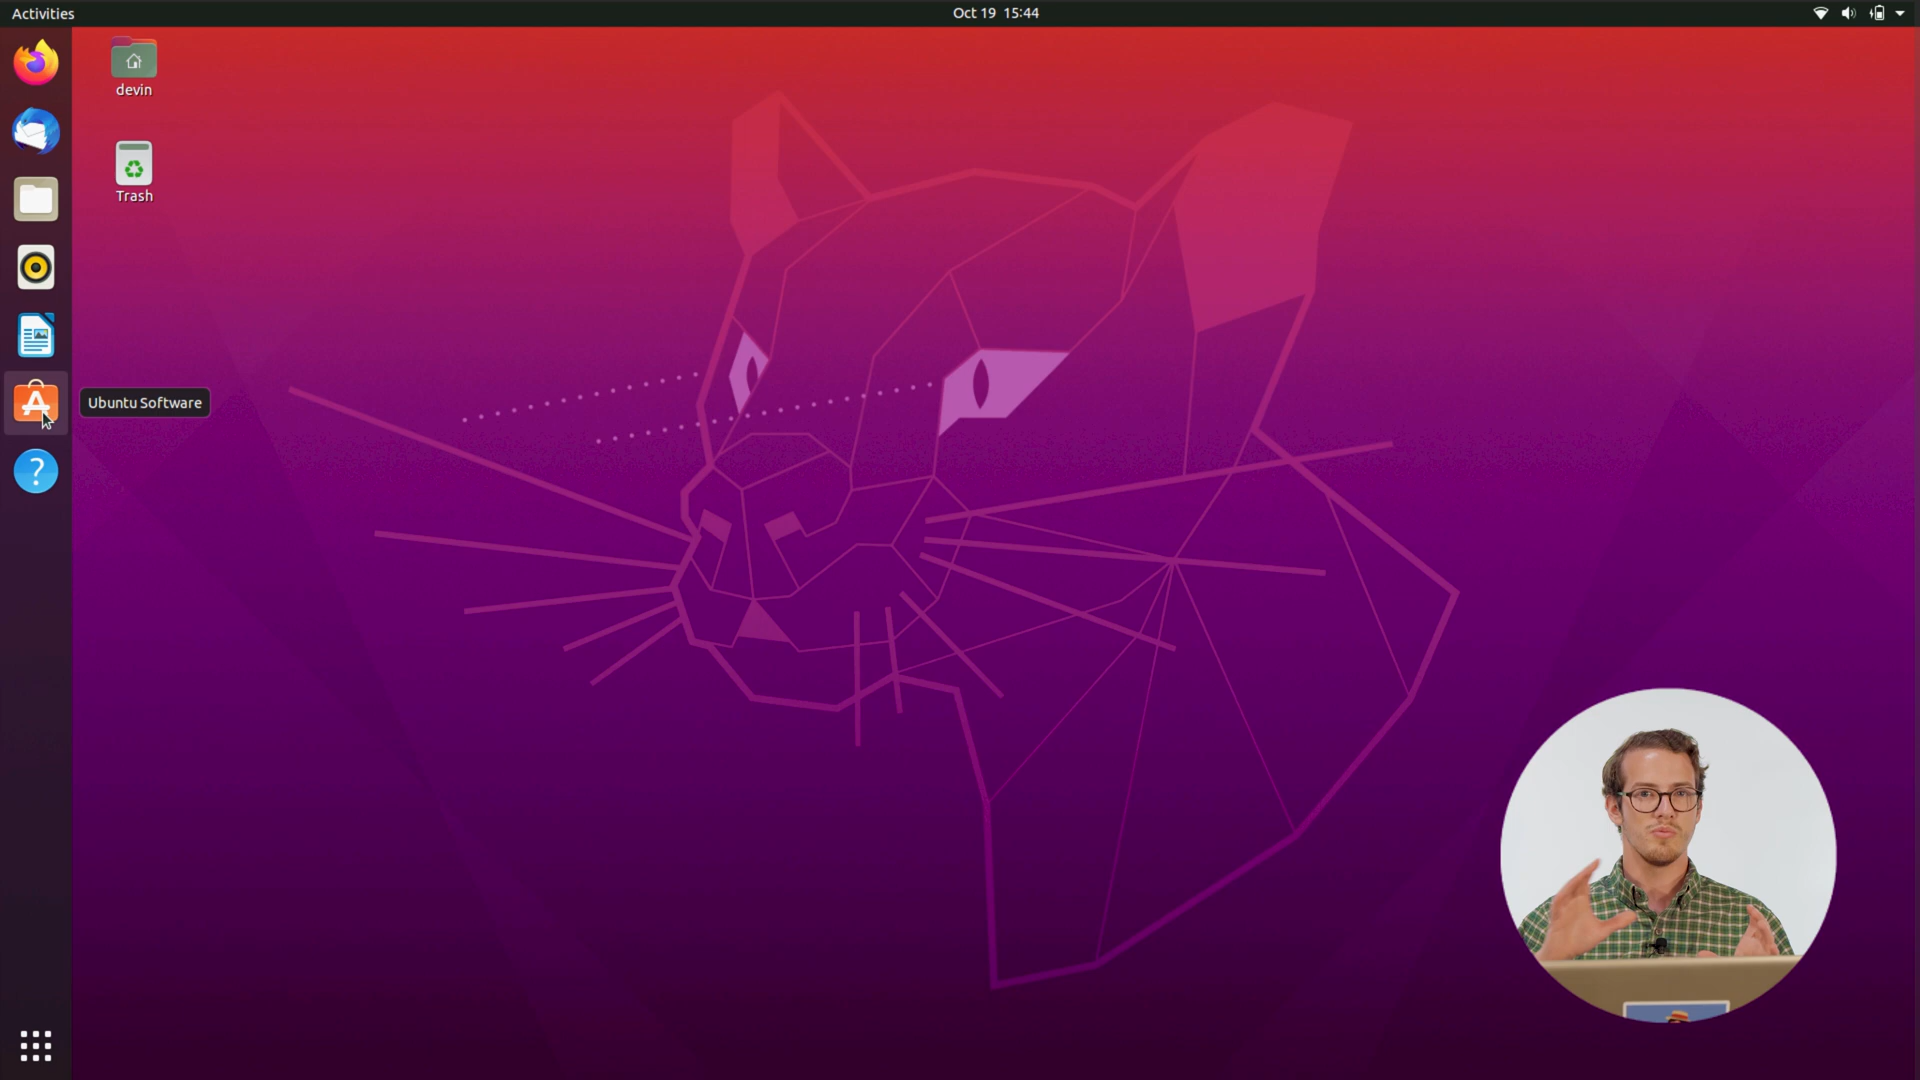 Activities
Oct 19 15:44
devin
Trash
Ubuntu Software